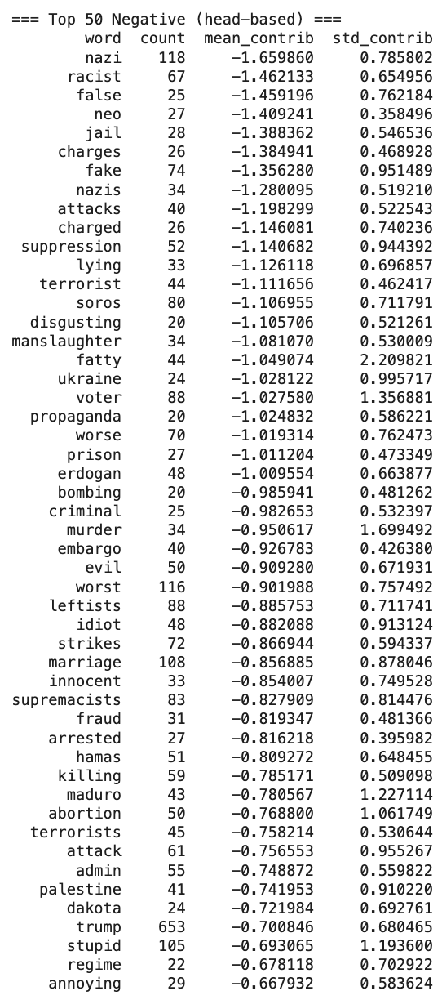 === Top 50 Negative (head-based) ===
word count mean_contrib std_contrib
nazi 118 -1.659860 0.785802
racist 67 -1.462133 0.654956
false 25 -1.459196 0.762184
neo 27 -1.409241 0.358496
jail 28 -1.388362 0.546536
charges 26 -1.384941 0.468928
fake 74 -1.356280 0.951489
nazis 34 -1.280095 0.519210
attacks 40 -1.198299 0.522543
charged 26 -1.146081 0.740236
suppression 52 -1.140682 0.944392
lying 33 -1.126118 0.696857
terrorist 44 -1.111656 0.462417
soros 80 -1.106955 0.711791
disgusting 20 -1.105706 0.521261
manslaughter 34 -1.081070 0.530009
fatty 44 -1.049074 2.209821
ukraine 24 -1.028122 0.995717
voter 88 -1.027580 1.356881
propaganda 20 -1.024832 0.586221
worse 70 -1.019314 0.762473
prison 27 -1.011204 0.473349
erdogan 48 -1.009554 0.663877
bombing 20 -0.985941 0.481262
criminal 25 -0.982653 0.532397
murder 34 -0.950617 1.699492
embargo 40 -0.926783 0.426380
evil 50 -0.909280 0.671931
worst 116 -0.901988 0.757492
leftists 88 -0.885753 0.711741
idiot 48 -0.882088 0.913124
strikes 72 -0.866944 0.594337
marriage 108 -0.856885 0.878046
innocent 33 -0.854007 0.749528
supremacists 83 -0.827909 0.814476
fraud 31 -0.819347 0.481366
arrested 27 -0.816218 0.395982
hamas 51 -0.809272 0.648455
killing 59 -0.785171 0.509098
maduro 43 -0.780567 1.227114
abortion 50 -0.768800 1.061749
terrorists 45 -0.758214 0.530644
attack 61 -0.756553 0.955267
admin 55 -0.748872 0.559822
palestine 41 -0.741953 0.910220
dakota 24 -0.721984 0.692761
trump 653 -0.700846 0.680465
stupid 105 -0.693065 1.193600
regime 22 -0.678118 0.702922
annoying 29 -0.667932 0.583624